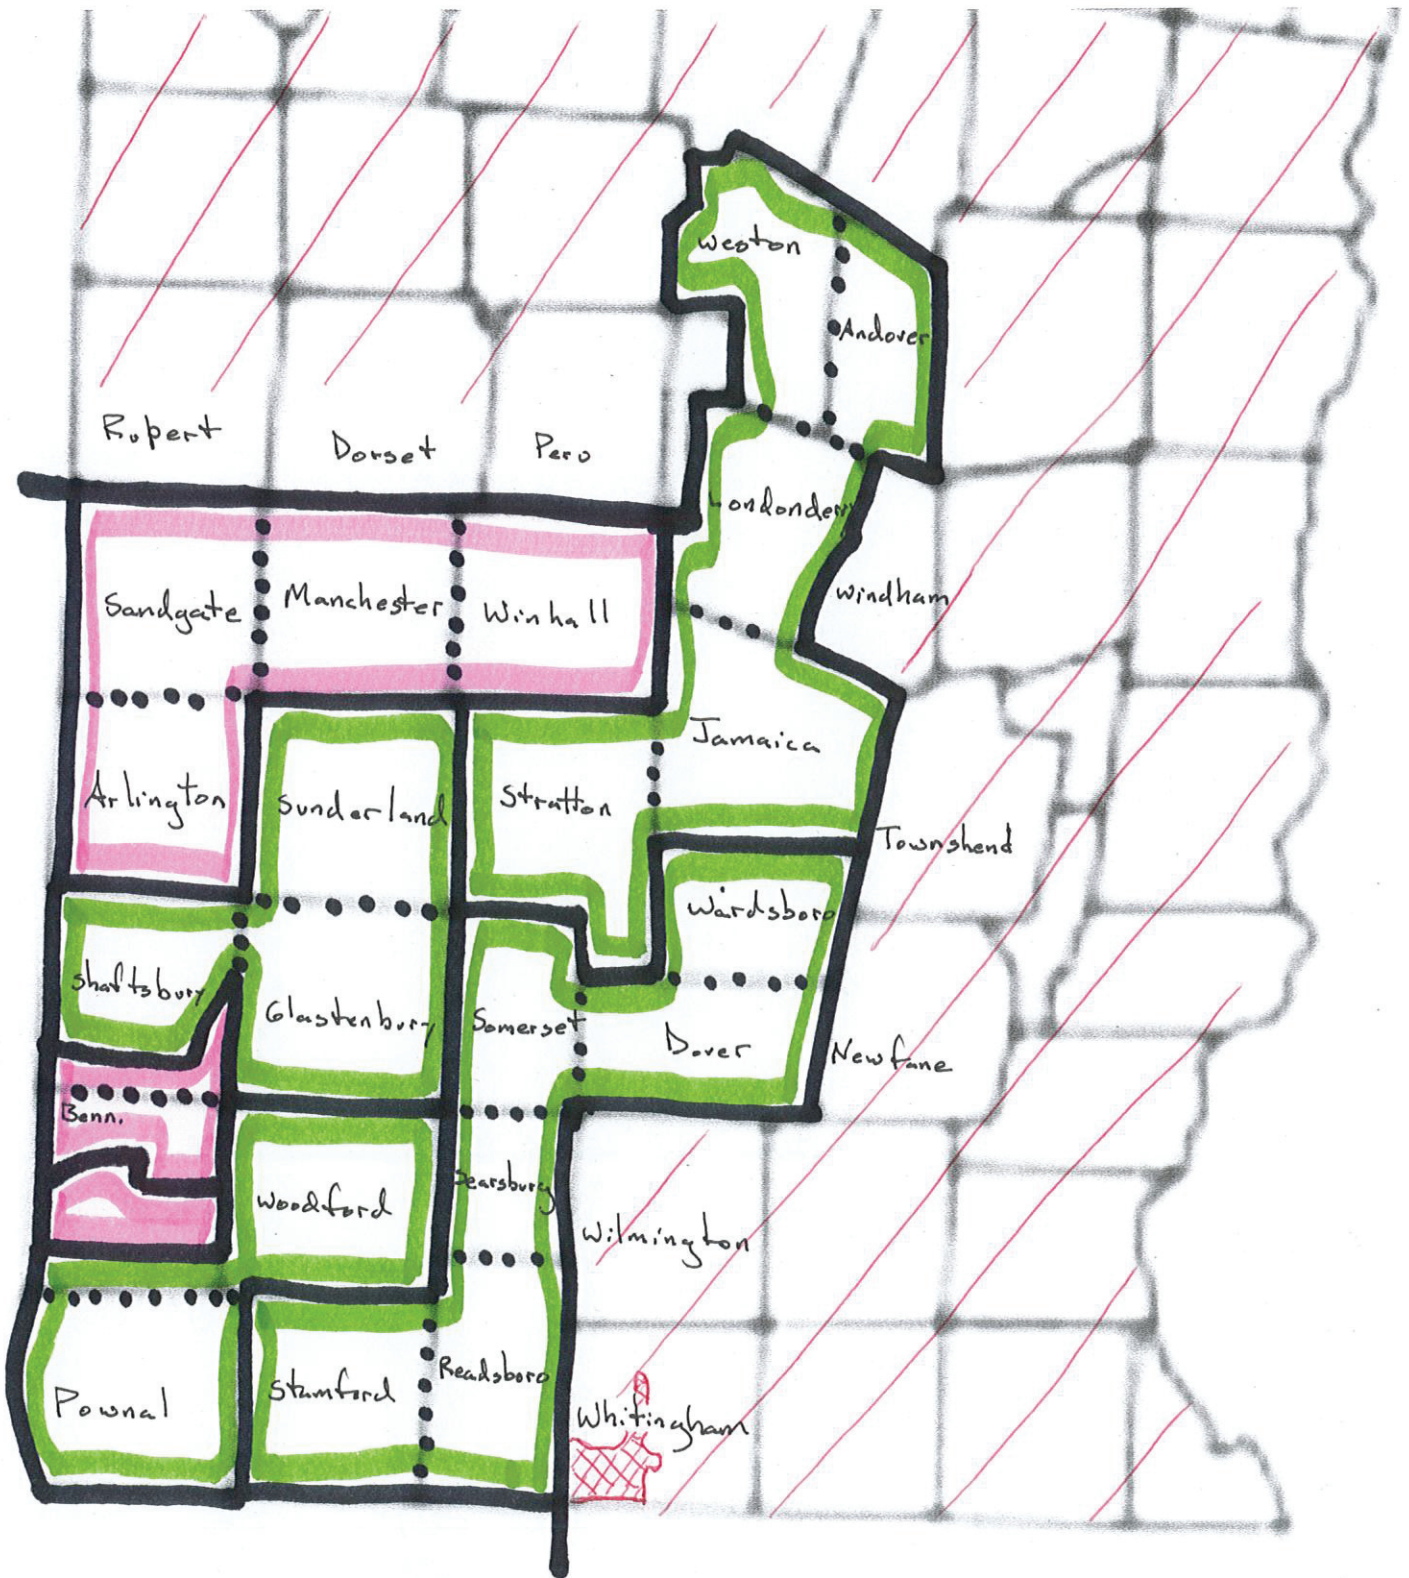 Weston
Andover
Rupert
Dorset
Peru
Londonderry
Sandgate
Manchester
Winhall
Windham
Jamaica
Arlington
Sunderland
Stratton
Townshend
Wardsboro
Shaftsbury
Glastenbury
Somerset
Dover
Newfane
Benn.
Woodford
Searsburg
Wilmington
Pownal
Stamford
Readsboro
Whitingham